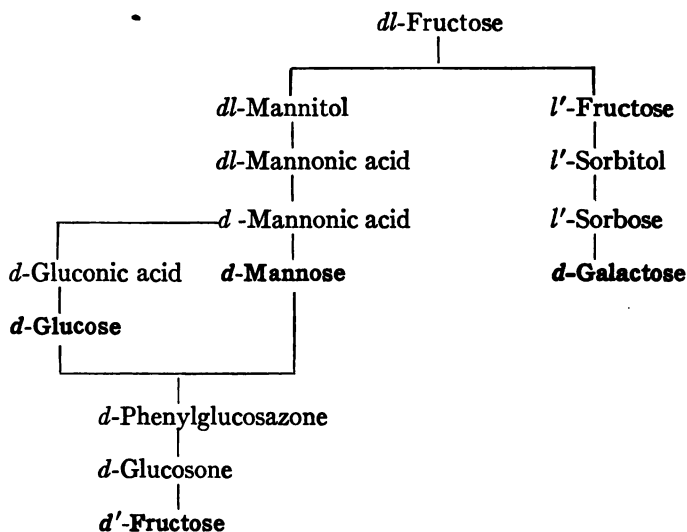 dl-Fructose
dl-Mannitol l′-Fructose
dl-Mannonic acid l′-Sorbitol
d -Mannonic acid l′-Sorbose
d-Gluconic acid d-Mannose d-Galactose
d-Glucose
d-Phenylglucosazone
d-Glucosone
d′-Fructose